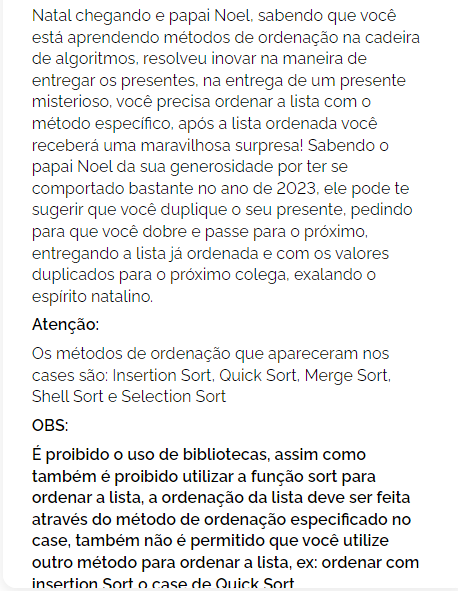 Natal chegando e papai Noel, sabendo que você
está aprendendo métodos de ordenação na cadeira
de algoritmos, resolveu inovar na maneira de
entregar os presentes, na entrega de um presente
misterioso, você precisa ordenar a lista com o
método específico, após a lista ordenada você
receberá uma maravilhosa surpresa! Sabendo o
papai Noel da sua generosidade por ter se
comportado bastante no ano de 2023, ele pode te
sugerir que você duplique o seu presente, pedindo
para que você dobre e passe para o próximo,
entregando a lista já ordenada e com os valores
duplicados para o próximo colega, exalando o
espírito natalino.
Atenção:
Os métodos de ordenação que apareceram nos
cases são: Insertion Sort, Quick Sort, Merge Sort,
Shell Sort e Selection Sort
OBS:
É proibido o uso de bibliotecas, assim como
também é proibido utilizar a função sort para
ordenar a lista, a ordenação da lista deve ser feita
através do método de ordenação especificado no
case, também não é permitido que você utilize
outro método para ordenar a lista, ex: ordenar com
insertion Sort o case de Quick Sort